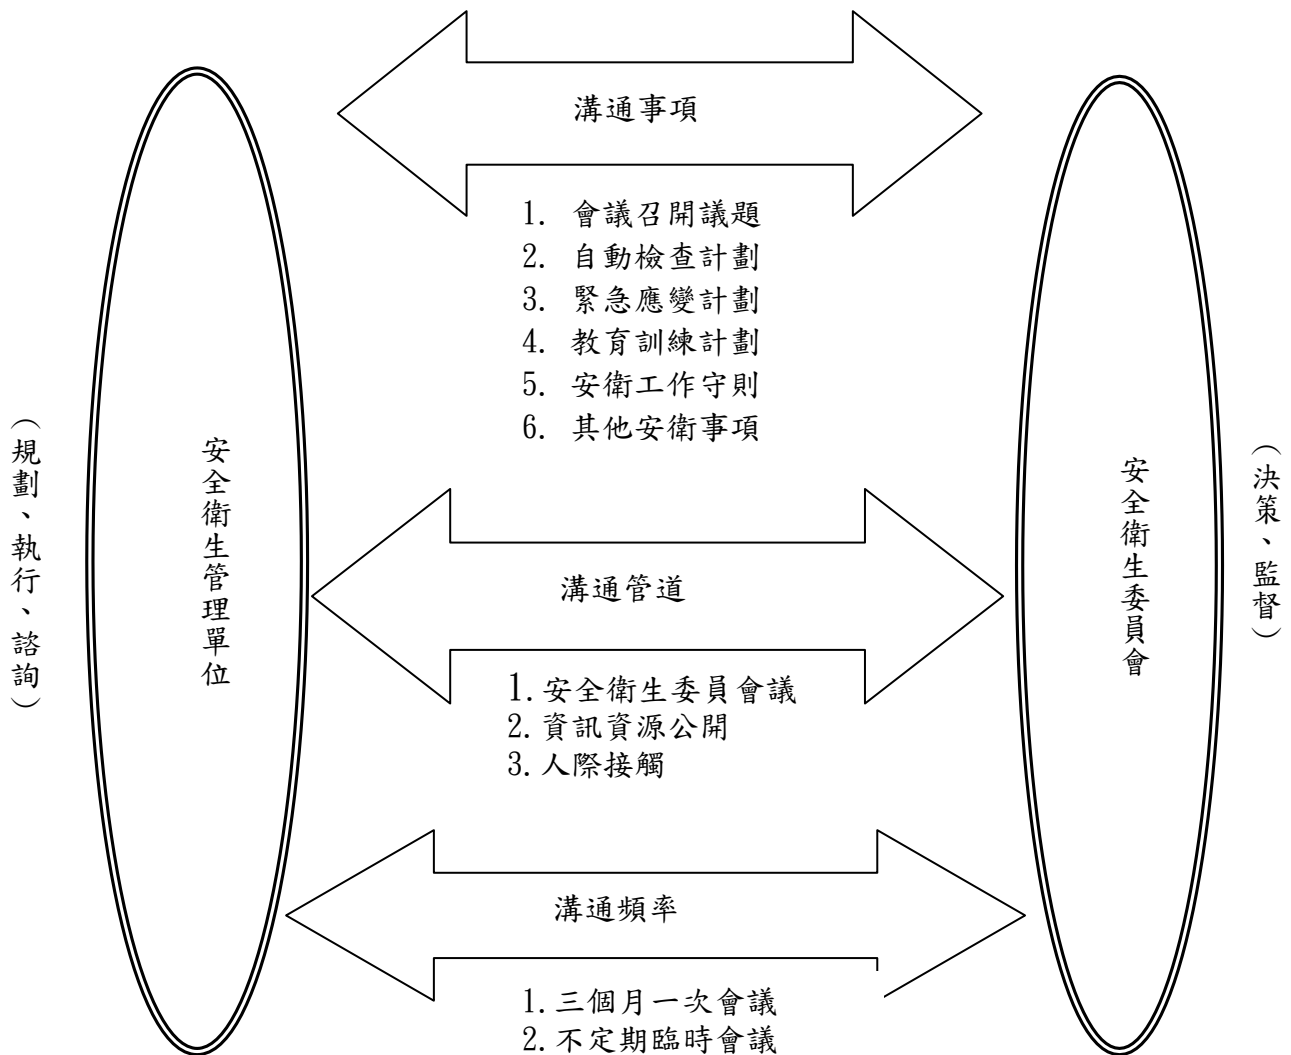 溝通事項
1. 會議召開議題
2. 自動檢查計劃
3. 緊急應變計劃
4. 教育訓練計劃
5. 安衛工作守則
6. 其他安衛事項
（規劃、執行、諮詢）
安全衛生管理單位
安全衛生委員會
（決策、監督）
溝通管道
1.安全衛生委員會議
2.資訊資源公開
3.人際接觸
溝通頻率
1.三個月一次會議
2.不定期臨時會議